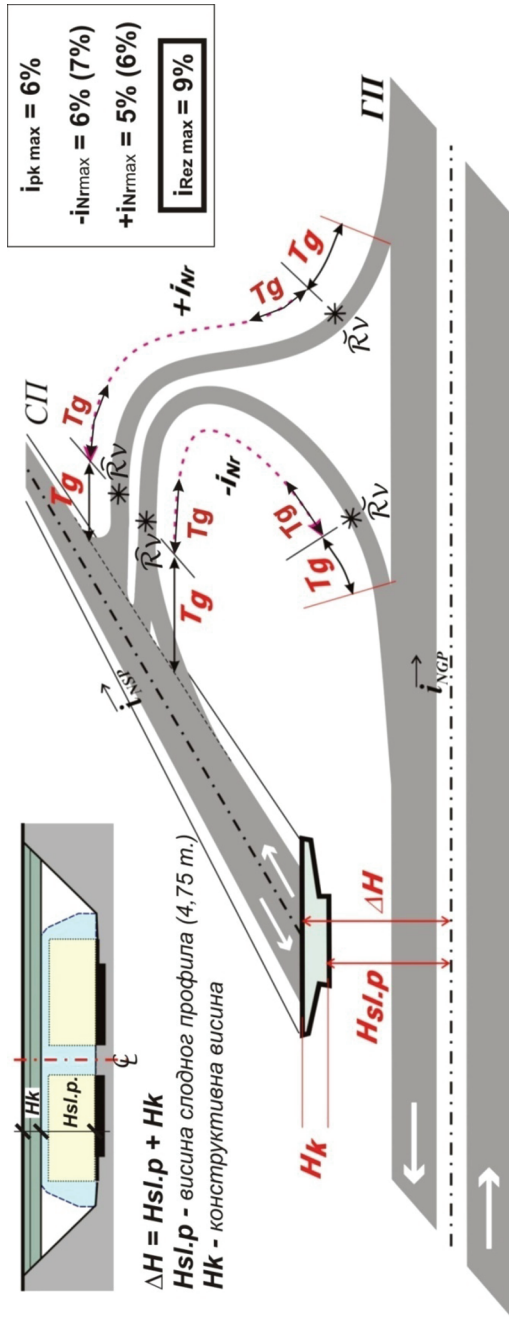 Hk
Hsl.p.
℄
ΔH = Hsl.p + Hk
Hsl.p - висина слодног профила (4,75 m.)
Hk - конструктивна висина
ipk max = 6%
-iNrmax = 6% (7%)
+iNrmax = 5% (6%)
iRez max = 9%
СП
ГП
iNSP
iNGP
+iNr
-iNr
Tg
Tg
Tg
Tg
Tg
Tg
Tg
Tg
Rv
Rv
Rv
Rv
Hk
Hsl.p
ΔH